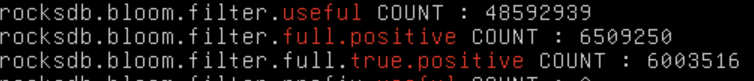 rocksdb.bloom.filter.useful COUNT : 48592939
rocksdb.bloom.filter.full.positive COUNT : 6509250
rocksdb.bloom.filter.full.true.positive COUNT : 6003516